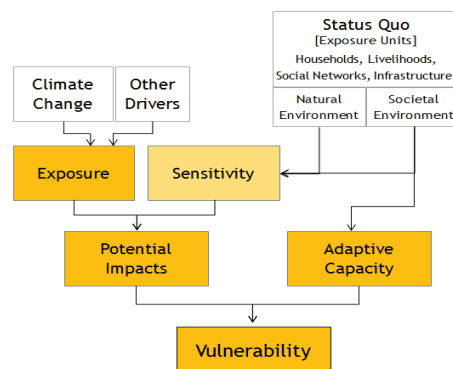 Status Quo
[Exposure Units]
Households, Livelihoods,
Social Networks, Infrastructure
Climate
Change
Other
Drivers
Natural
Environment
Societal
Environment
Exposure
Sensitivity
Potential
Impacts
Adaptive
Capacity
Vulnerability